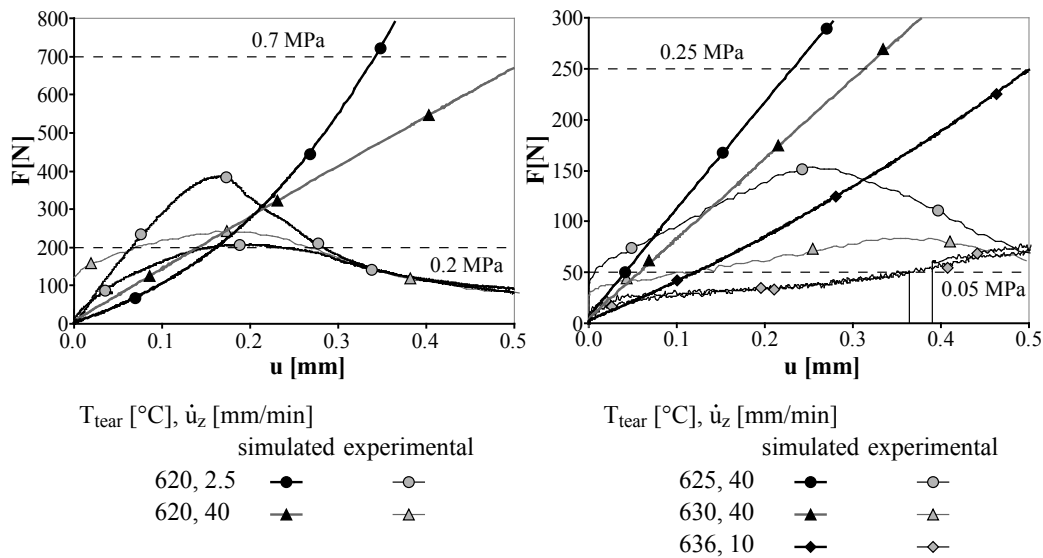 800
700
600
500
400
300
200
100
0
F[N]
0.7 MPa
0.2 MPa
0.0 0.1 0.2 0.3 0.4 0.5
u [mm]
300
250
200
150
100
50
0
F[N]
0.25 MPa
0.05 MPa
0.0 0.1 0.2 0.3 0.4 0.5
u [mm]
T_tear [°C], u̇_z [mm/min]
simulated experimental
620, 2.5
620, 40
T_tear [°C], u̇_z [mm/min]
simulated experimental
625, 40
630, 40
636, 10